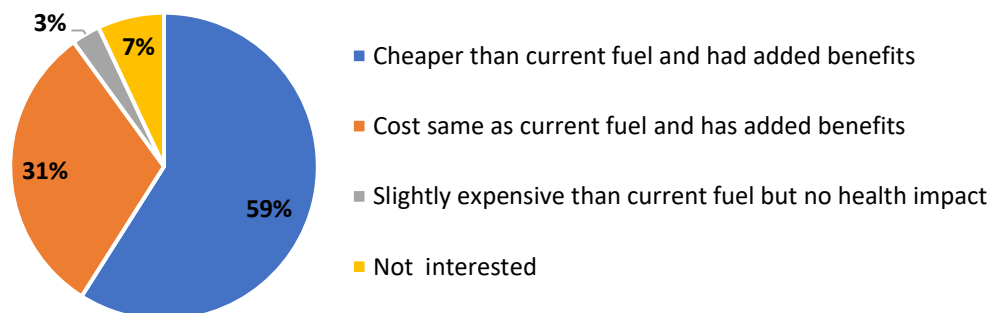 3%
7%
31%
59%
Cheaper than current fuel and had added benefits
Cost same as current fuel and has added benefits
Slightly expensive than current fuel but no health impact
Not interested